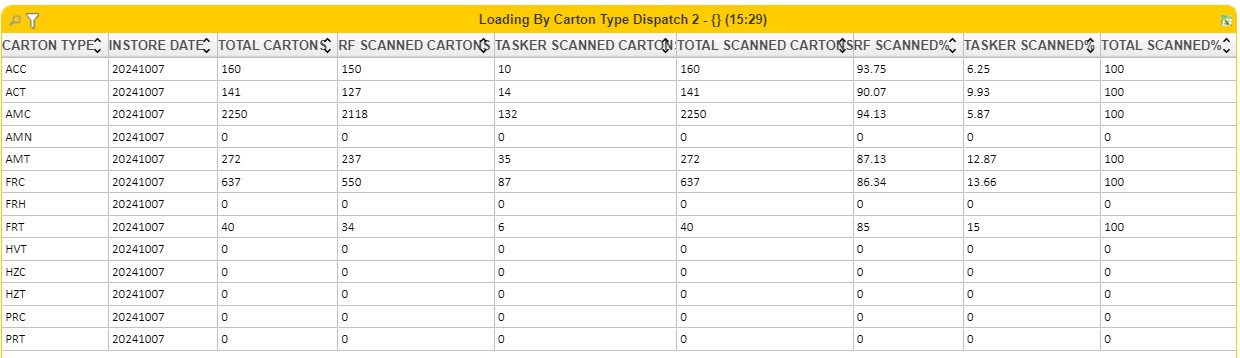 Loading By Carton Type Dispatch 2 - {} (15:29)
CARTON TYPE INSTORE DATE TOTAL CARTONS RF SCANNED CARTONS TASKER SCANNED CARTONS TOTAL SCANNED CARTONS RF SCANNED% TASKER SCANNED% TOTAL SCANNED%
ACC 20241007 160 150 10 160 93.75 6.25 100
ACT 20241007 141 127 14 141 90.07 9.93 100
AMC 20241007 2250 2118 132 2250 94.13 5.87 100
AMN 20241007 0 0 0 0 0 0 0
AMT 20241007 272 237 35 272 87.13 12.87 100
FRC 20241007 637 550 87 637 86.34 13.66 100
FRH 20241007 0 0 0 0 0 0 0
FRT 20241007 40 34 6 40 85 15 100
HVT 20241007 0 0 0 0 0 0 0
HZC 20241007 0 0 0 0 0 0 0
HZT 20241007 0 0 0 0 0 0 0
PRC 20241007 0 0 0 0 0 0 0
PRT 20241007 0 0 0 0 0 0 0